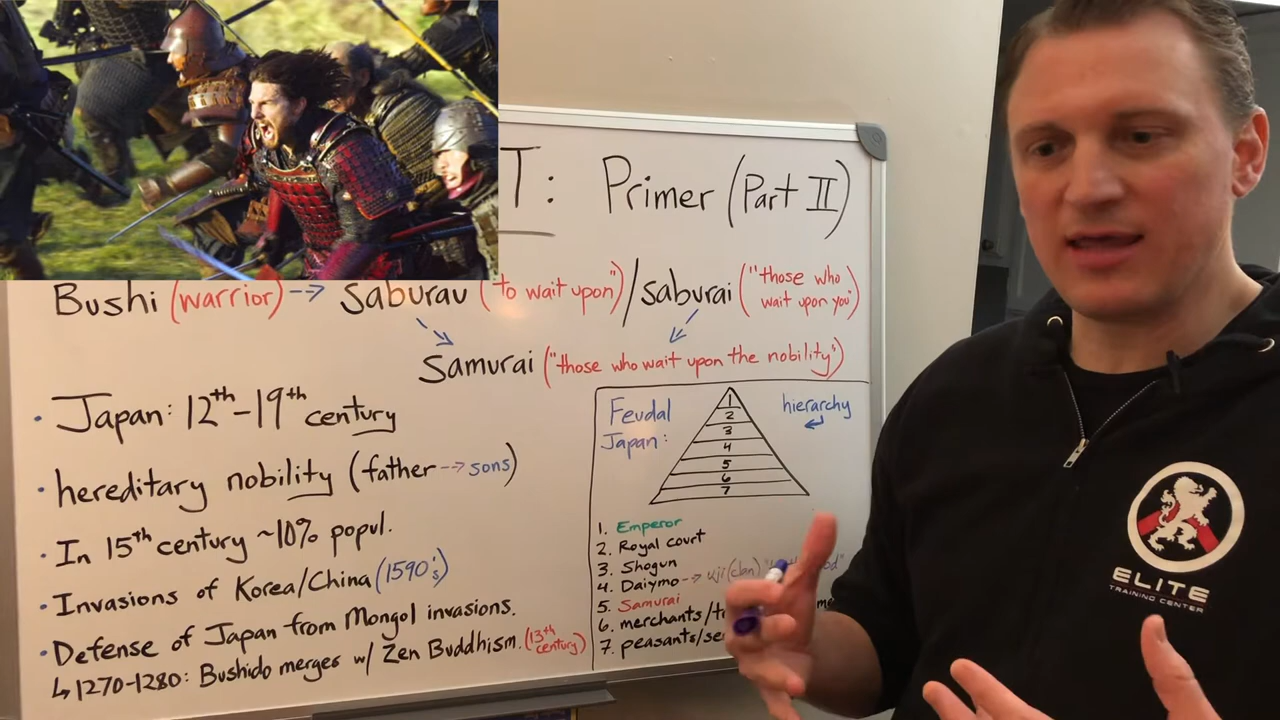 T: Primer (Part II)
Bushi (warrior) --> saburau ("to wait upon") / saburai ("those who wait upon you")
Samurai ("those who wait upon the nobility")
• Japan: 12th-19th century
• hereditary nobility (father --> sons)
• In 15th century ~10% popul.
• Invasions of Korea/China (1590's)
• Defense of Japan from Mongol invasions. (13th century)
↳ 1270-1280: Bushido merges w/ Zen Buddhism.
Feudal Japan:
hierarchy
1
2
3
4
5
6
7
1. Emperor
2. Royal court
3. Shogun
4. Daiymo --> uji (clan)
5. Samurai
6. merchants/
7. peasants/
ELITE
TRAINING CENTER